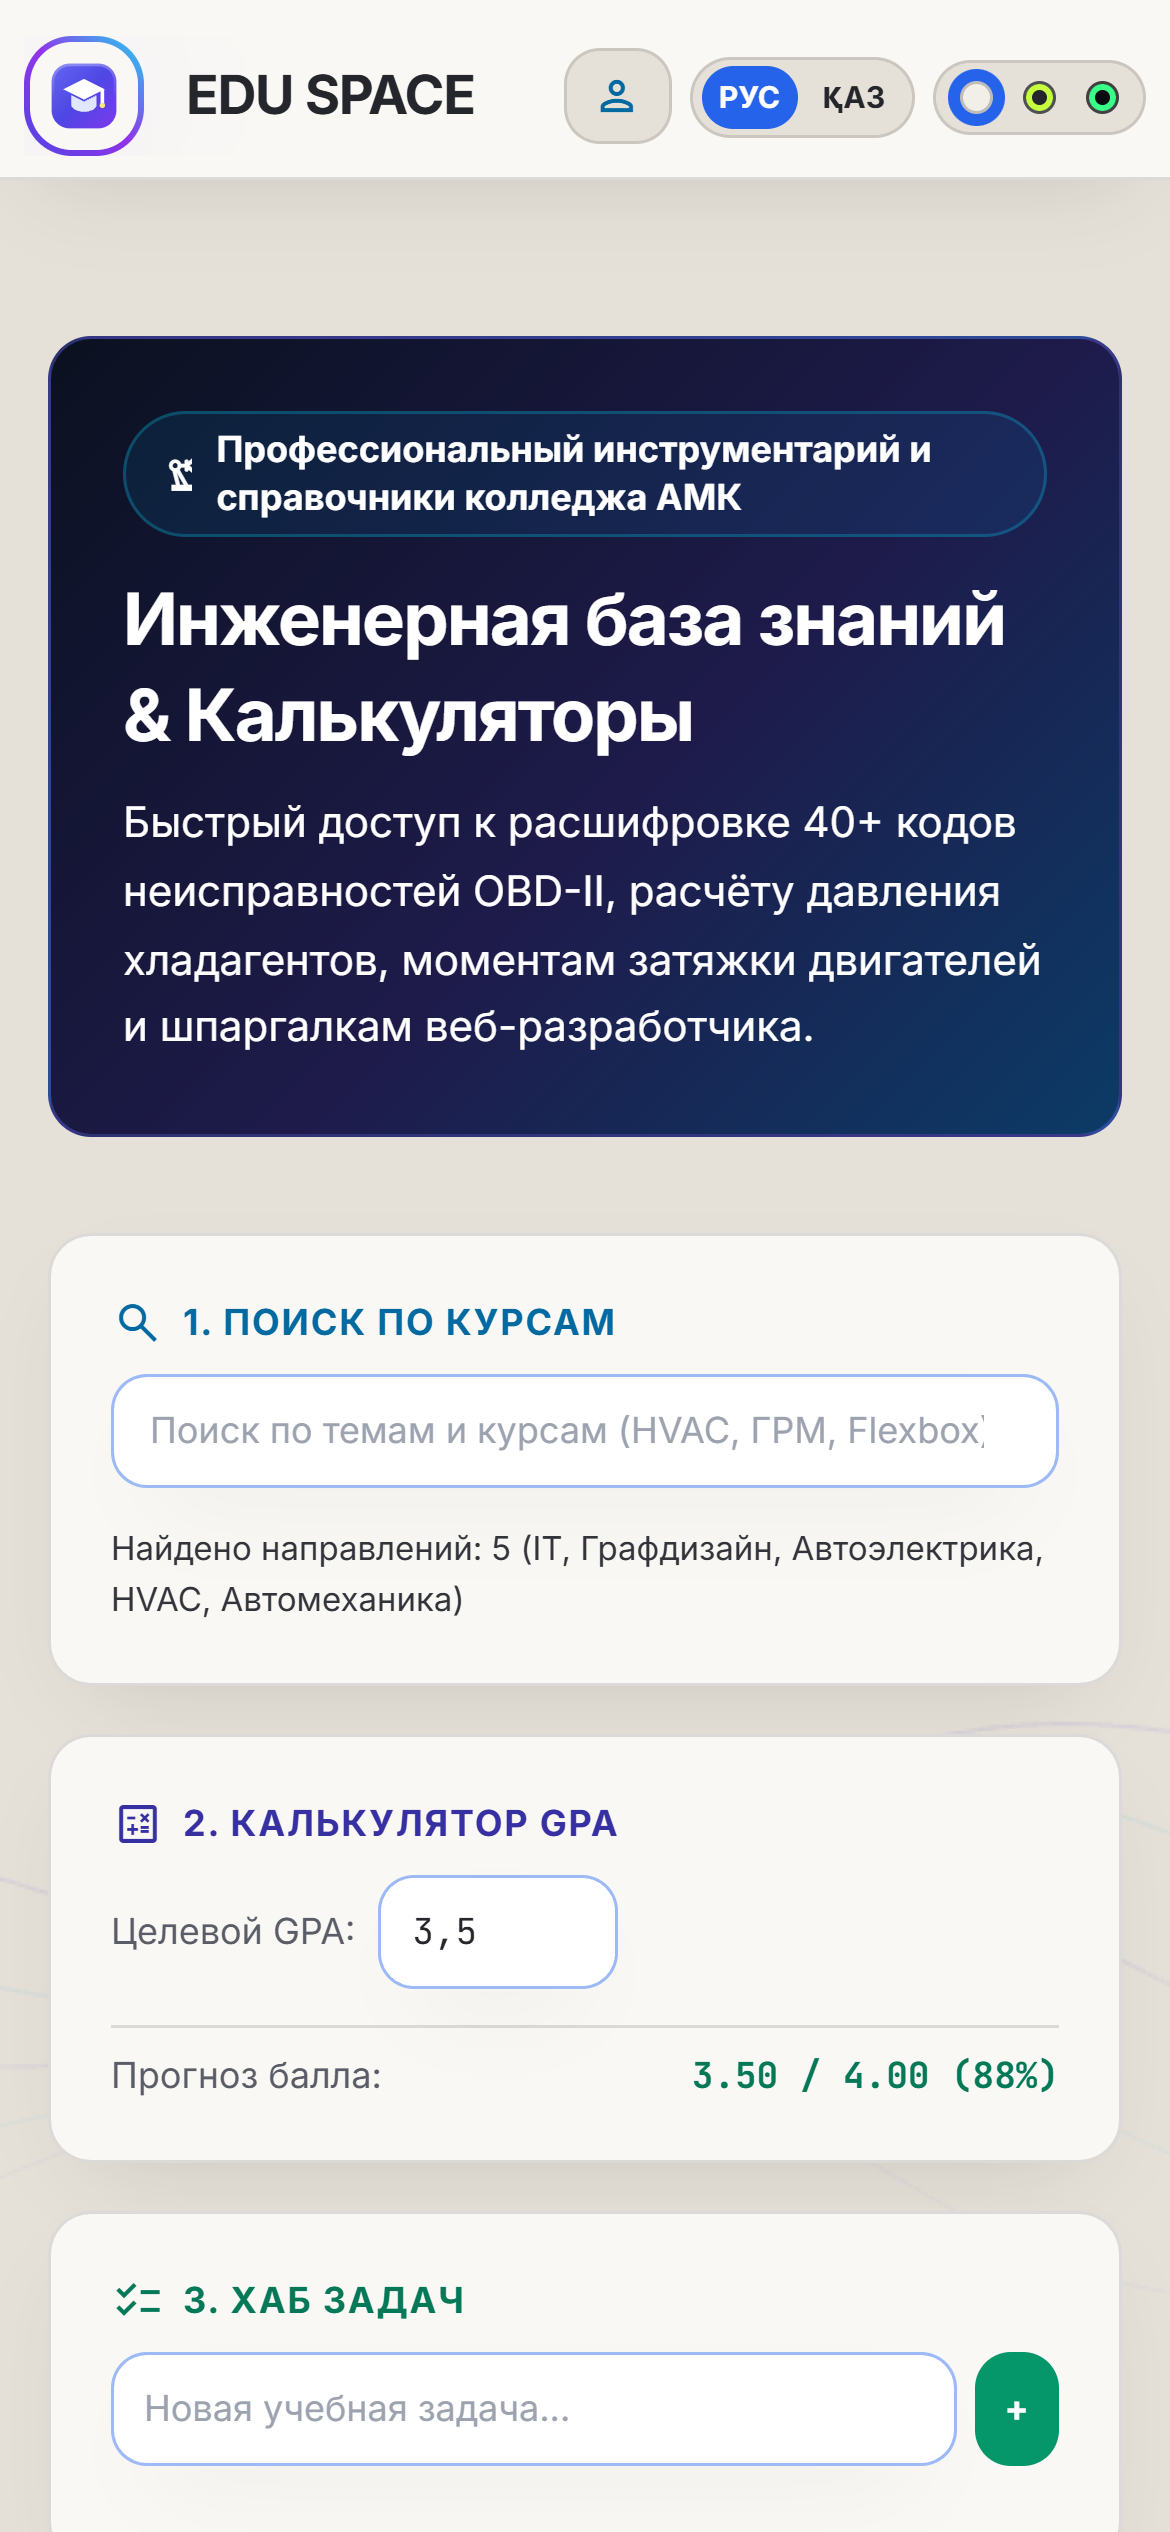 EDU SPACE
РУС
ҚАЗ
Профессиональный инструментарий и
справочники колледжа АМК
Инженерная база знаний
& Калькуляторы
Быстрый доступ к расшифровке 40+ кодов
неисправностей OBD-II, расчёту давления
хладагентов, моментам затяжки двигателей
и шпаргалкам веб-разработчика.
1. ПОИСК ПО КУРСАМ
Поиск по темам и курсам (HVAC, ГРМ, Flexbox)
Найдено направлений: 5 (IT, Графдизайн, Автоэлектрика,
HVAC, Автомеханика)
2. КАЛЬКУЛЯТОР GPA
Целевой GPA: 3,5
Прогноз балла: 3.50 / 4.00 (88%)
3. ХАБ ЗАДАЧ
Новая учебная задача...
+